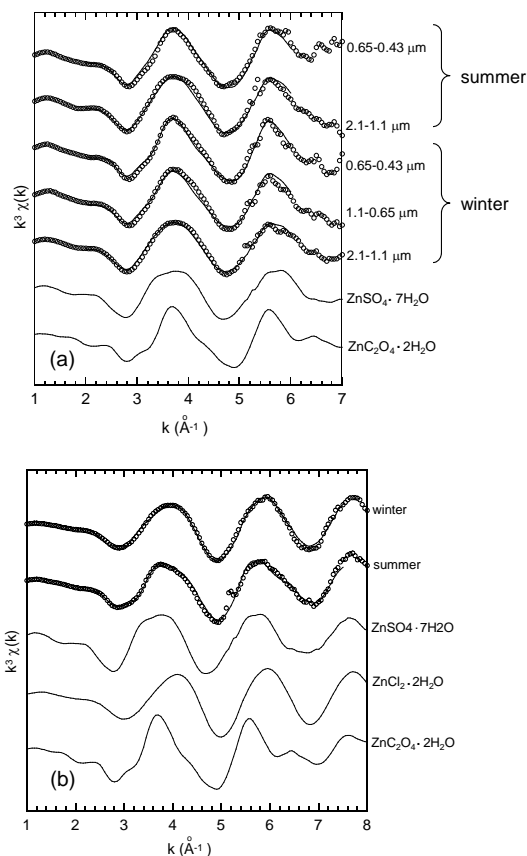 0.65-0.43 μm
summer
2.1-1.1 μm
0.65-0.43 μm
1.1-0.65 μm
winter
2.1-1.1 μm
ZnSO₄・7H₂O
ZnC₂O₄・2H₂O
k³ χ(k)
(a)
1 2 3 4 5 6 7
k (Å⁻¹)
winter
summer
ZnSO4・7H2O
ZnCl₂・2H₂O
ZnC₂O₄・2H₂O
k³ χ(k)
(b)
1 2 3 4 5 6 7 8
k (Å⁻¹)